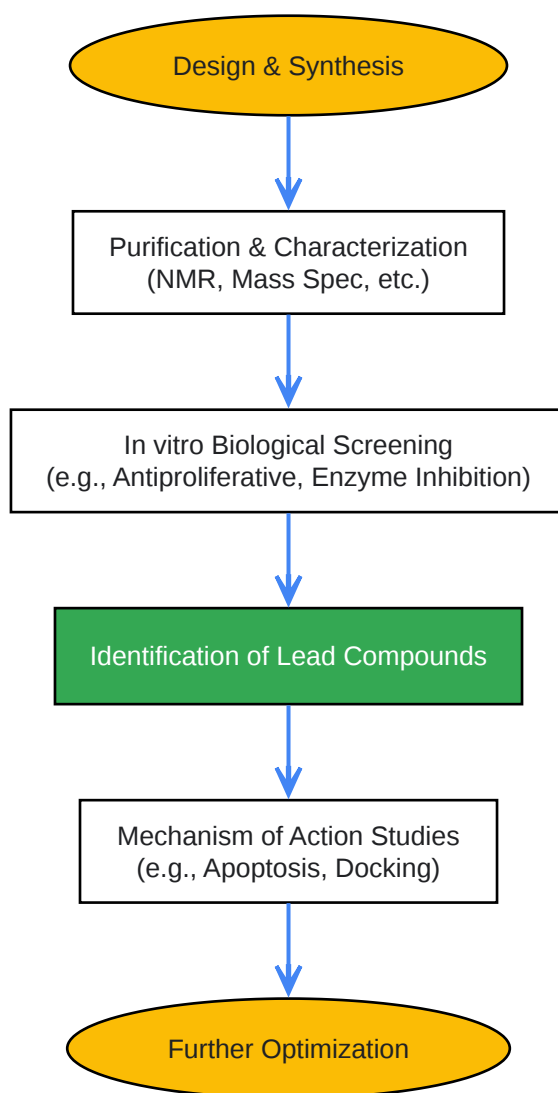 Design & Synthesis
Purification & Characterization
(NMR, Mass Spec, etc.)
In vitro Biological Screening
(e.g., Antiproliferative, Enzyme Inhibition)
Identification of Lead Compounds
Mechanism of Action Studies
(e.g., Apoptosis, Docking)
Further Optimization